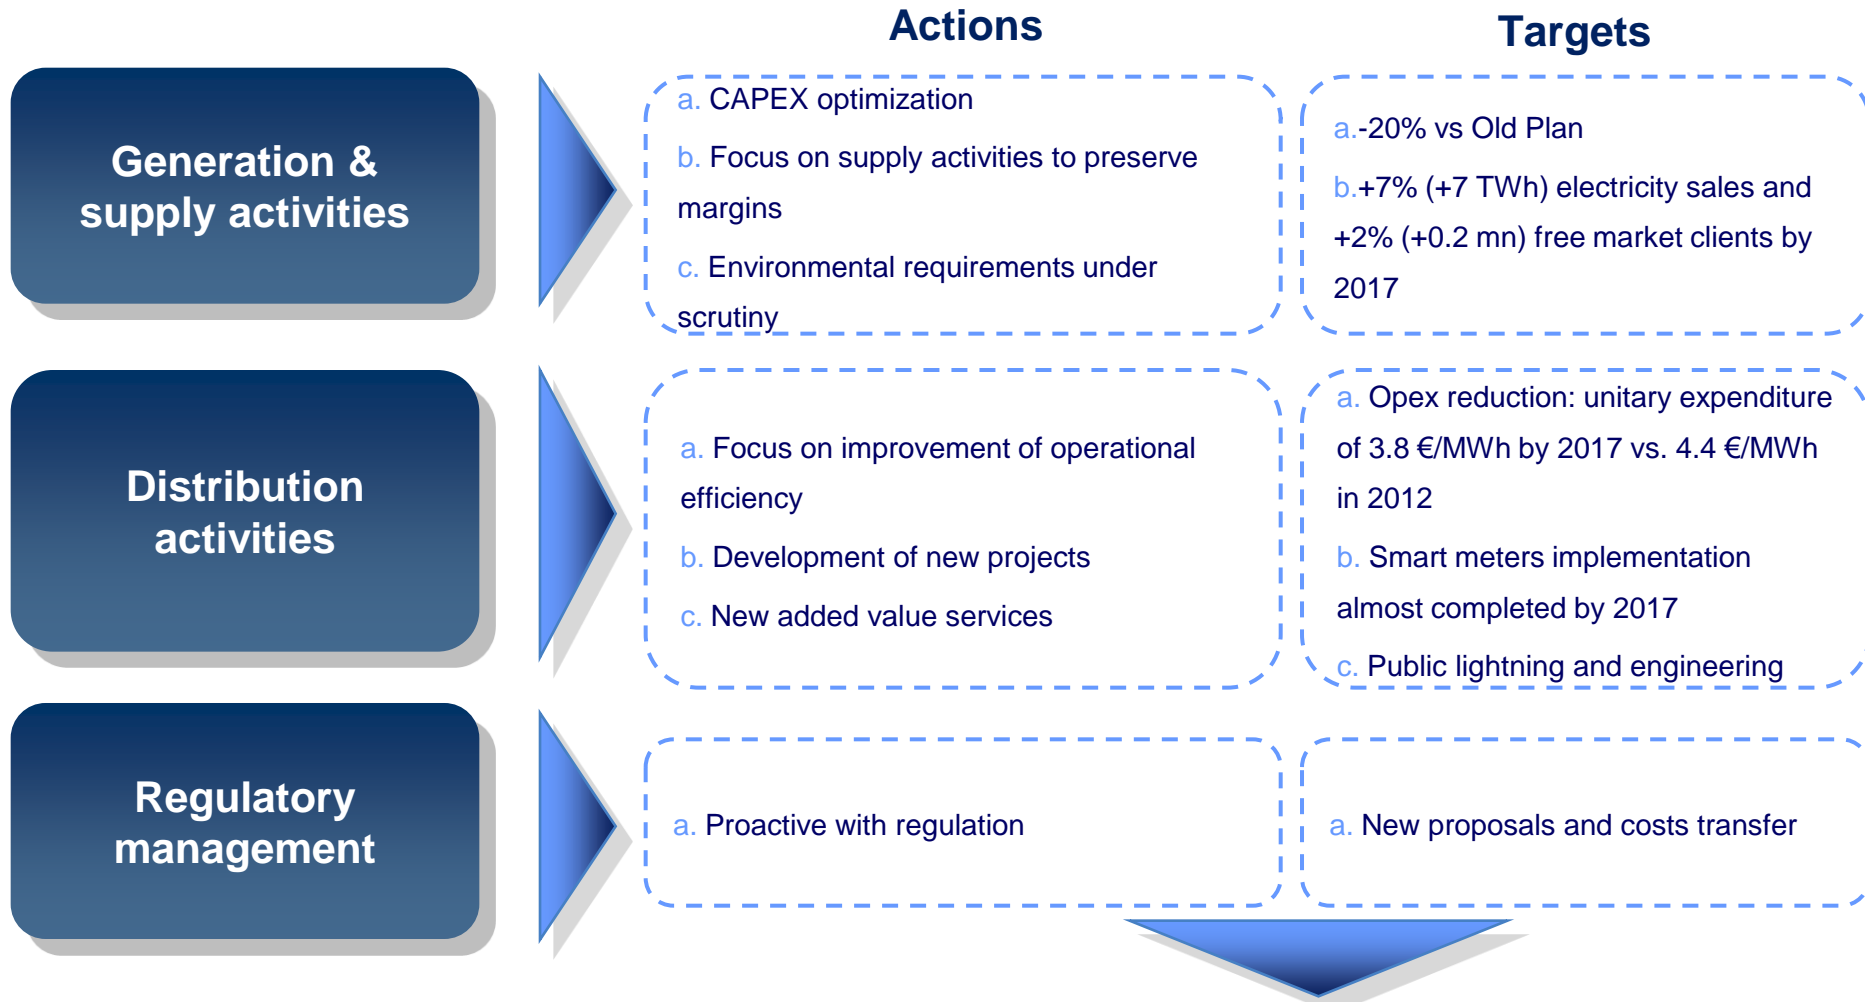 Actions
Targets
Generation &
supply activities
a. CAPEX optimization
b. Focus on supply activities to preserve
margins
c. Environmental requirements under
scrutiny
a.-20% vs Old Plan
b.+7% (+7 TWh) electricity sales and
+2% (+0.2 mn) free market clients by
2017
Distribution
activities
a. Focus on improvement of operational
efficiency
b. Development of new projects
c. New added value services
a. Opex reduction: unitary expenditure
of 3.8 €/MWh by 2017 vs. 4.4 €/MWh
in 2012
b. Smart meters implementation
almost completed by 2017
c. Public lightning and engineering
Regulatory
management
a. Proactive with regulation
a. New proposals and costs transfer